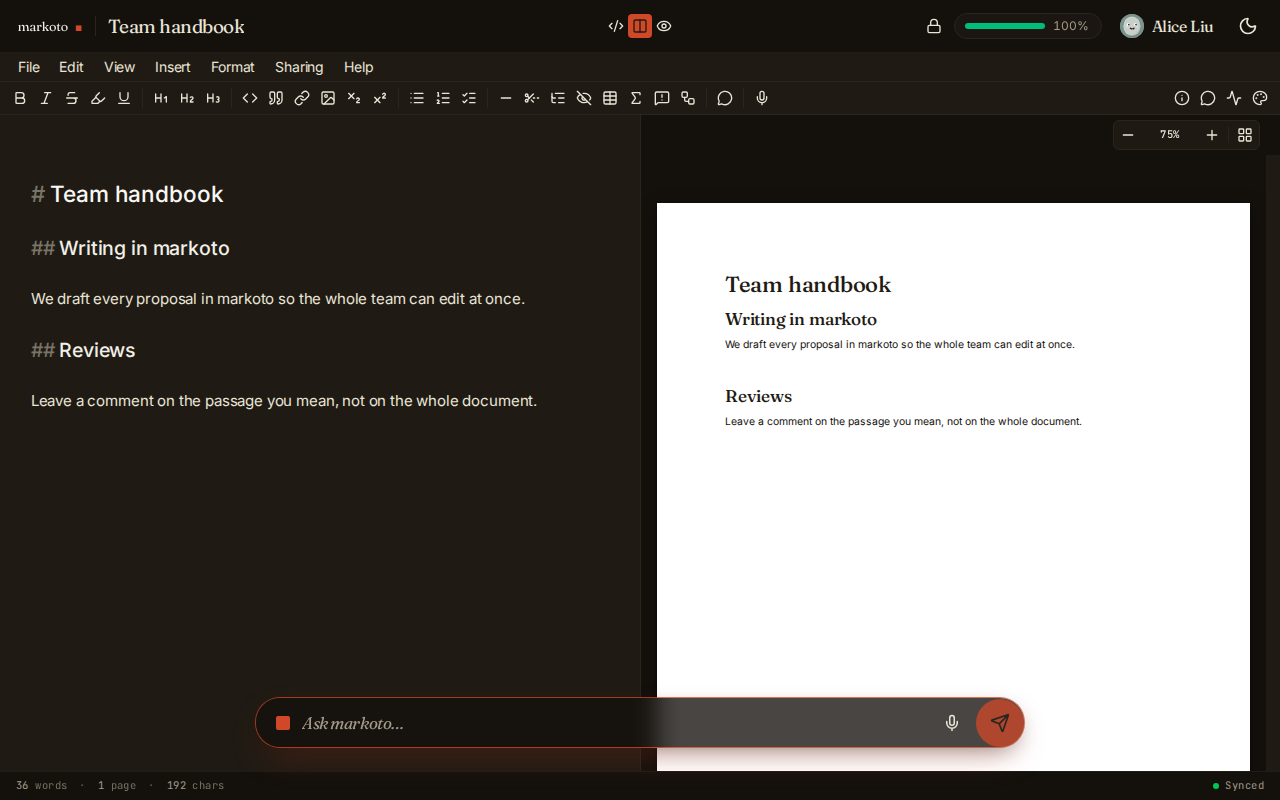 markoto
Team handbook
100%
Alice Liu
File Edit View Insert Format Sharing Help
H1 H2 H3
75%
# Team handbook
## Writing in markoto
We draft every proposal in markoto so the whole team can edit at once.
## Reviews
Leave a comment on the passage you mean, not on the whole document.
Team handbook
Writing in markoto
We draft every proposal in markoto so the whole team can edit at once.
Reviews
Leave a comment on the passage you mean, not on the whole document.
Ask markoto...
36 words · 1 page · 192 chars
Synced